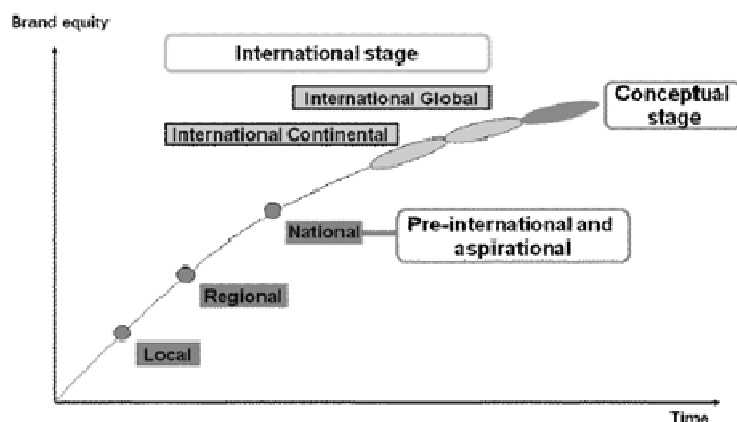 Brand equity
International stage
International Global
Conceptual
stage
International Continental
National
Pre-international and
aspirational
Regional
Local
Time